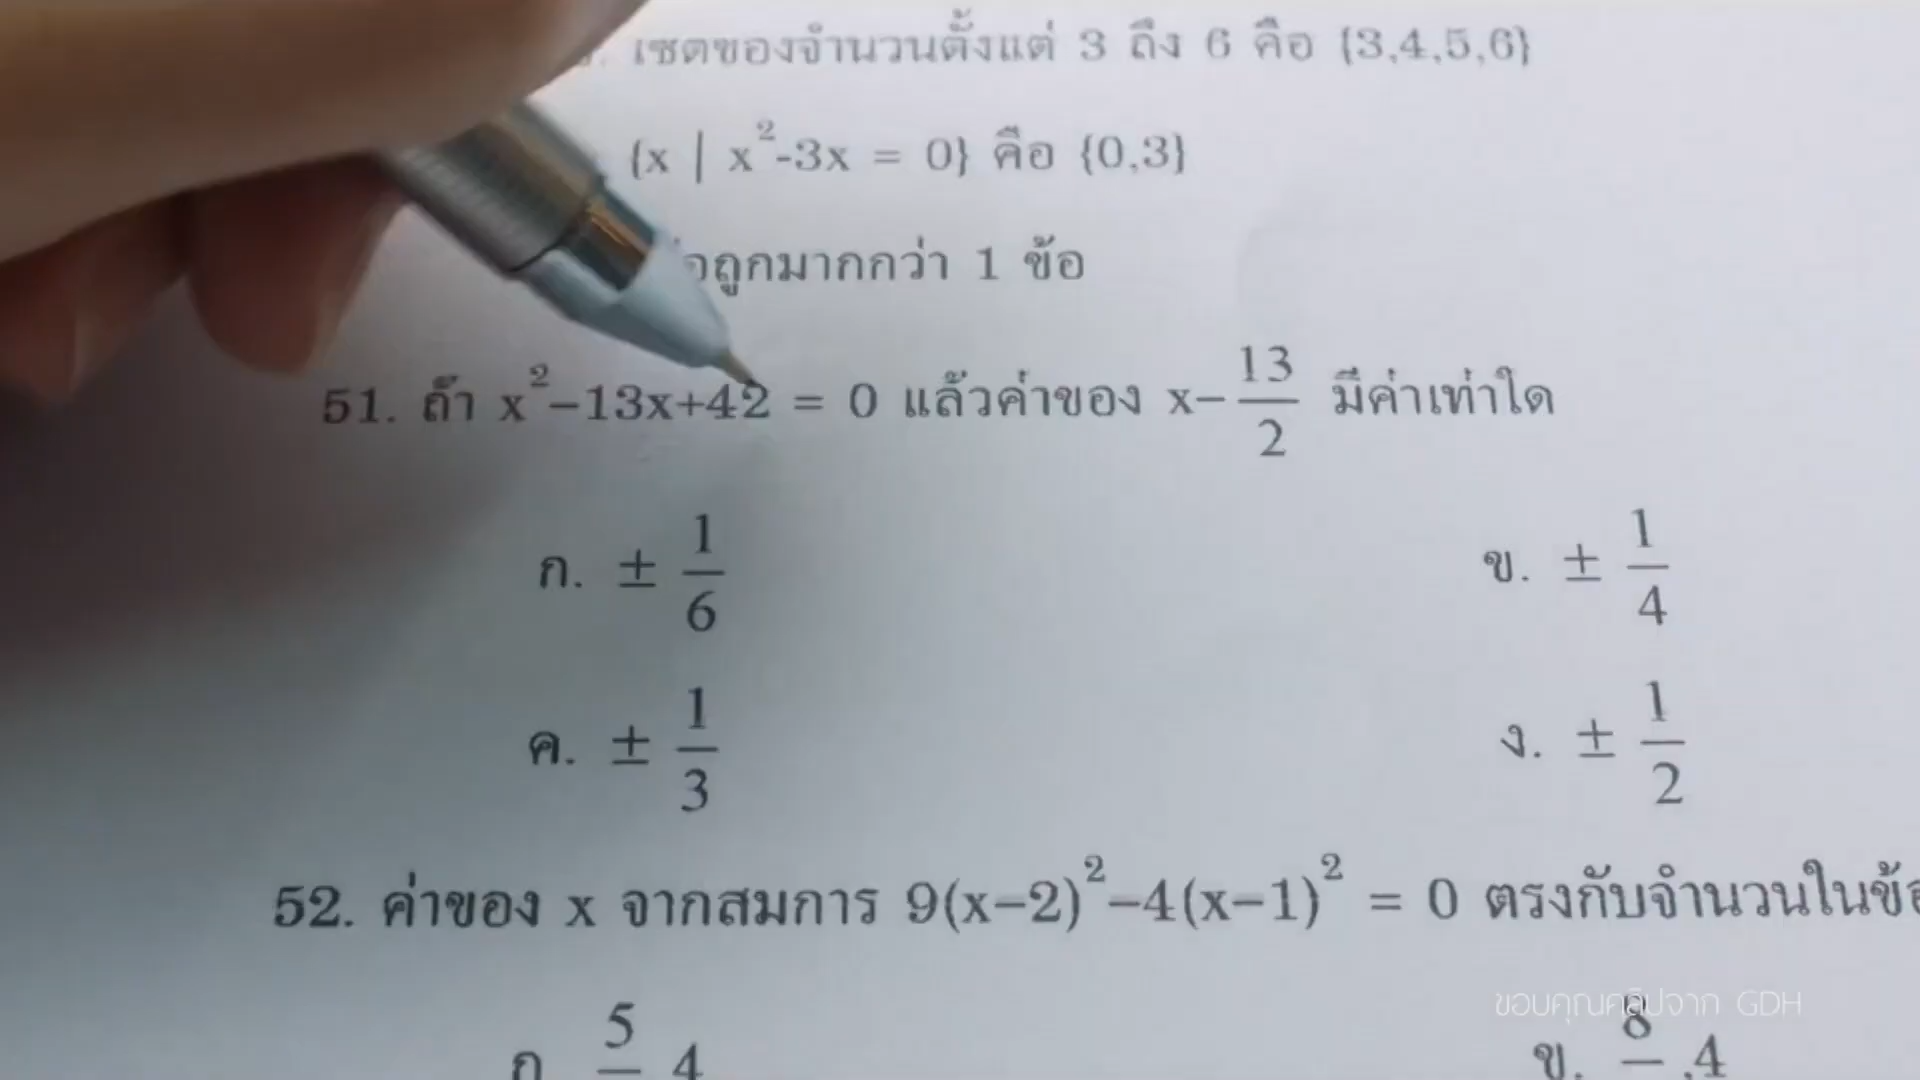 เซตของจำนวนตั้งแต่ 3 ถึง 6 คือ {3,4,5,6}
{x | x²-3x = 0} คือ {0,3}
ถูกมากกว่า 1 ข้อ
51. ถ้า x²-13x+42 = 0 แล้วค่าของ x-13/2 มีค่าเท่าใด
ก. ± 1/6 ข. ± 1/4
ค. ± 1/3 ง. ± 1/2
52. ค่าของ x จากสมการ 9(x-2)²-4(x-1)² = 0 ตรงกับจำนวนใน
ก 5 4 ข. 8 ,4
ขอบคุณคลิปจาก GDH